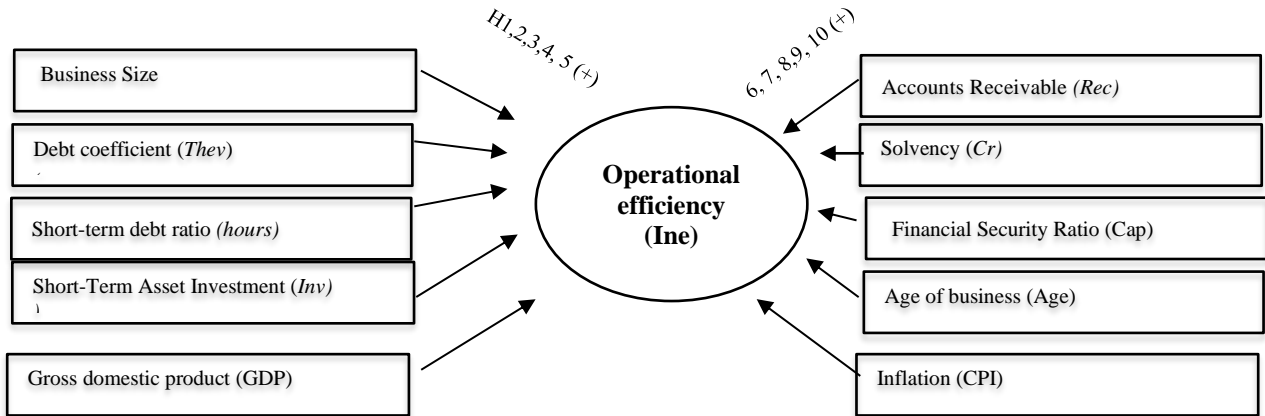 H1,2,3,4, 5 (+)
6, 7, 8,9, 10 (+)
Business Size
Debt coefficient (Thev)
Short-term debt ratio (hours)
Short-Term Asset Investment (Inv)
Gross domestic product (GDP)
Operational
efficiency
(Ine)
Accounts Receivable (Rec)
Solvency (Cr)
Financial Security Ratio (Cap)
Age of business (Age)
Inflation (CPI)